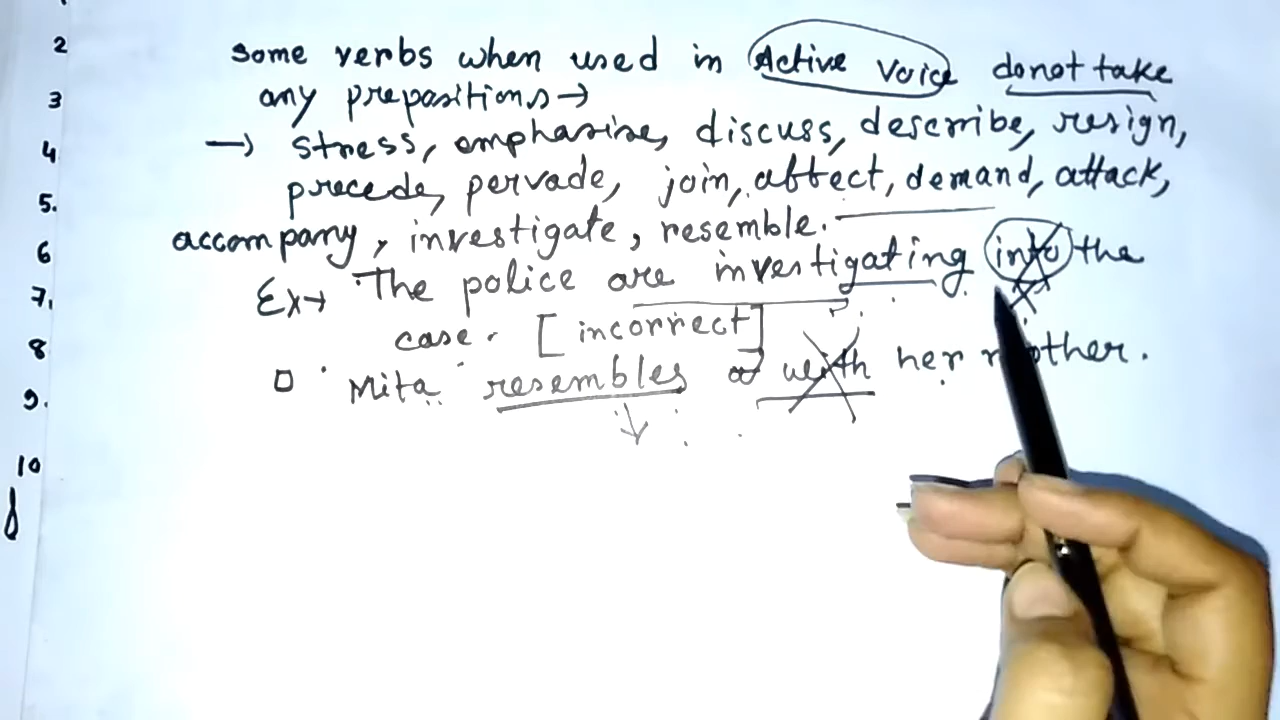 2
some verbs when used in Active Voice donot take
3
any prepositions →
4
→ stress, emphasize, discuss, describe, resign,
5.
precede, pervade, join, affect, demand, attack,
6
accompany, investigate, resemble.
7.
Ex→ The police are investigating into the
8
case. [incorrect]
9.
□ Mita resembles with her mother.
10